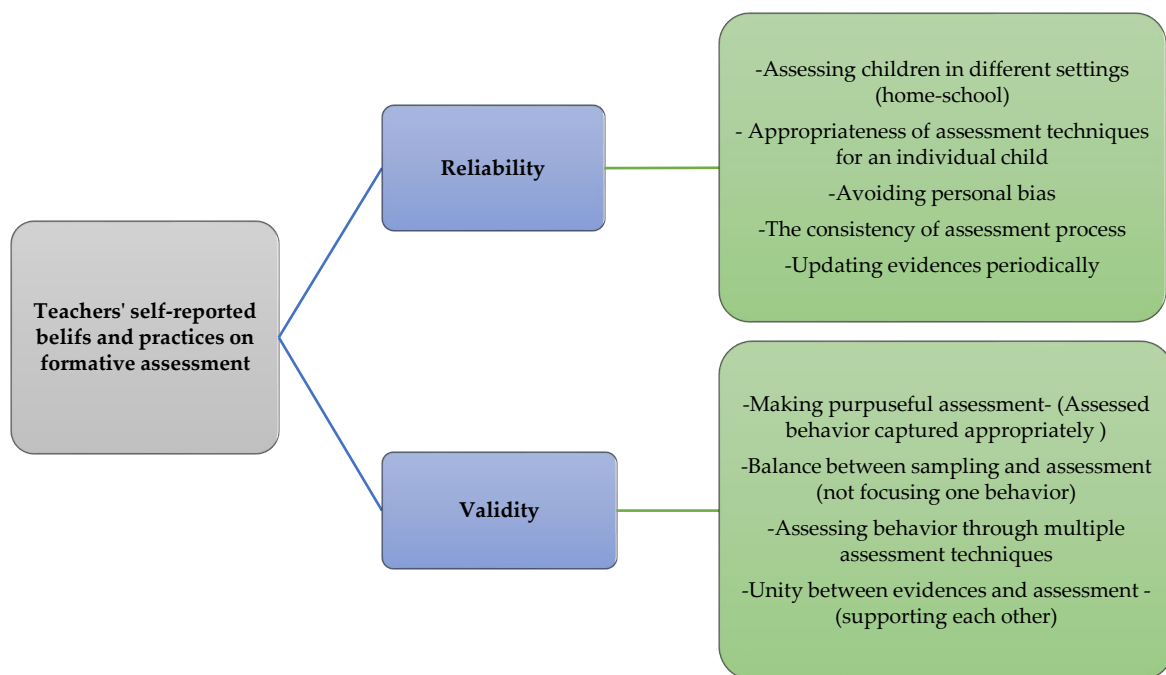 Teachers' self-reported
belifs and practices on
formative assessment
Reliability
-Assessing children in different settings
(home-school)
- Appropriateness of assessment techniques
for an individual child
-Avoiding personal bias
-The consistency of assessment process
-Updating evidences periodically
Validity
-Making purpuseful assessment- (Assessed
behavior captured appropriately )
-Balance between sampling and assessment
(not focusing one behavior)
-Assessing behavior through multiple
assessment techniques
-Unity between evidences and assessment -
(supporting each other)